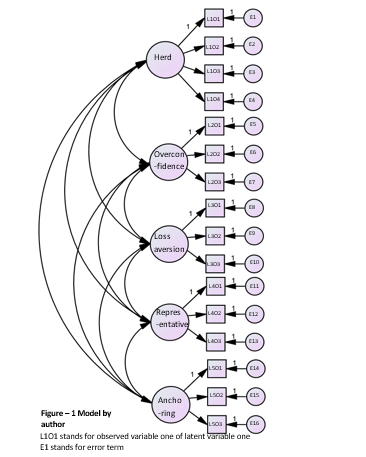 1 L1O1 1 E1
L1O2 1 E2
Herd
L1O3 1 E3
L1O4 1 E4
L2O1 1 E5
1
Overcon
-fidence
L2O2 1 E6
L2O3 1 E7
L3O1 1 E8
1
Loss
aversion
L3O2 1 E9
L3O3 1 E10
L4O1 1 E11
1
Repres
-entative
L4O2 1 E12
L4O3 1 E13
L5O1 1 E14
1
Ancho
-ring
L5O2 1 E15
L5O3 1 E16
Figure – 1 Model by
author
L1O1 stands for observed variable one of latent variable one
E1 stands for error term